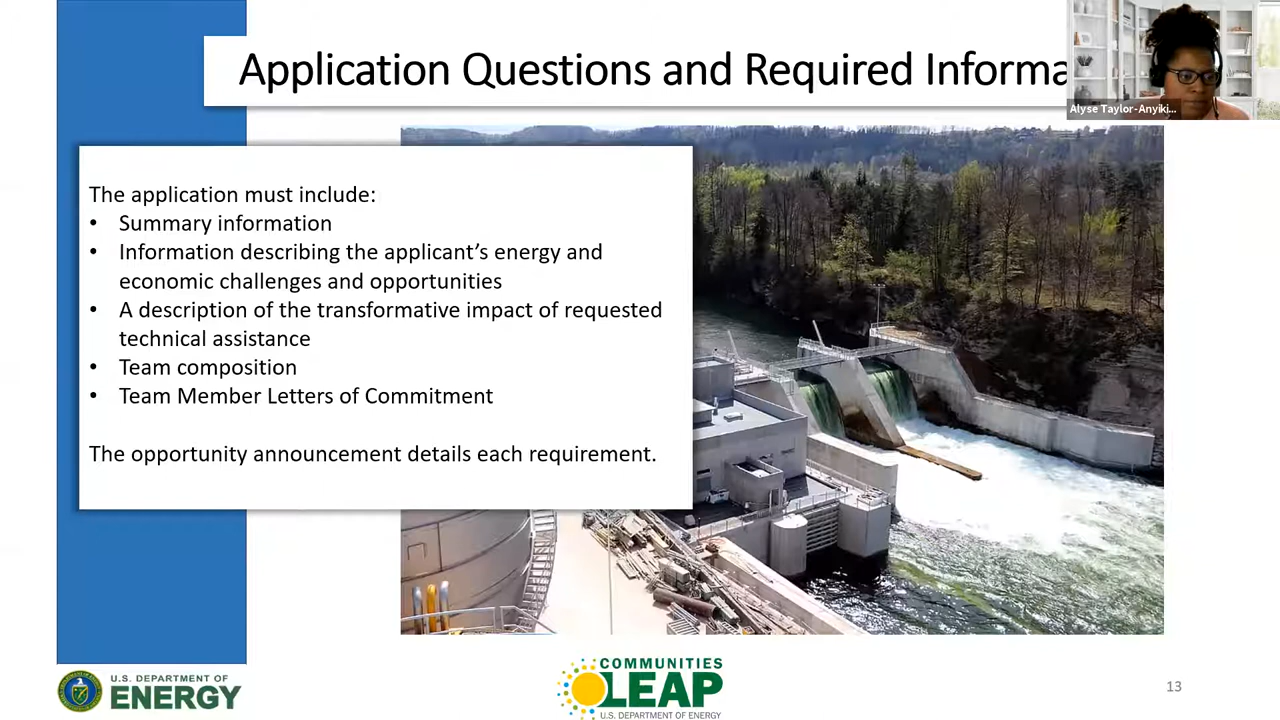 Application Questions and Required Informa
Alyse Taylor-Anyiki...
The application must include:
• Summary information
• Information describing the applicant's energy and
economic challenges and opportunities
• A description of the transformative impact of requested
technical assistance
• Team composition
• Team Member Letters of Commitment
The opportunity announcement details each requirement.
U.S. DEPARTMENT OF
ENERGY
COMMUNITIES
LEAP
U.S. DEPARTMENT OF ENERGY
13